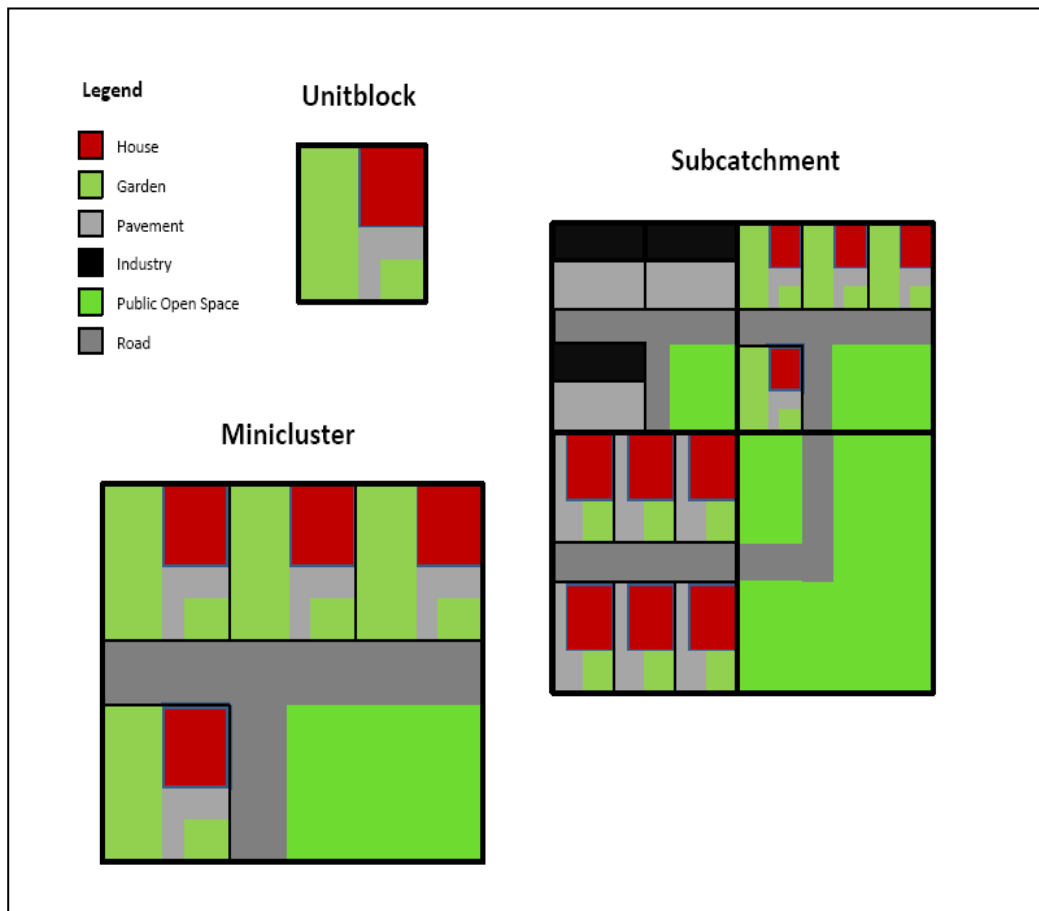 Legend
House
Garden
Pavement
Industry
Public Open Space
Road
Unitblock
Subcatchment
Minicluster